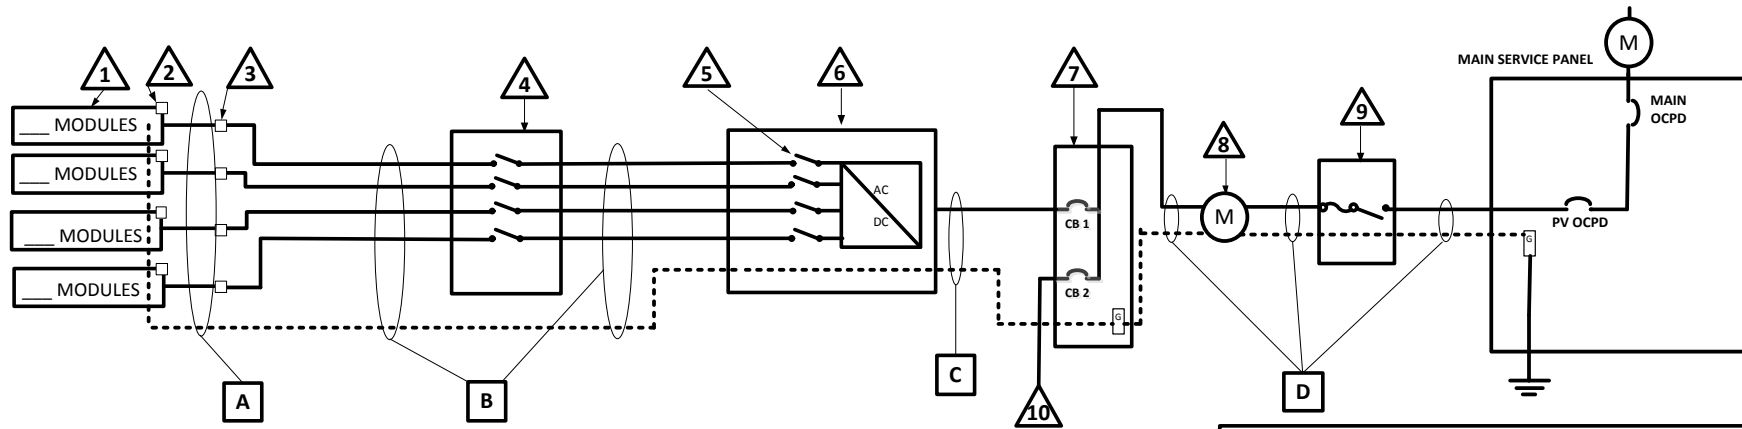 M
MAIN SERVICE PANEL
1
2
3
4
5
6
7
8
9
MAIN
OCPD
___ MODULES
___ MODULES
___ MODULES
___ MODULES
AC
DC
CB 1
CB 2
M
PV OCPD
G
G
A
B
C
D
10